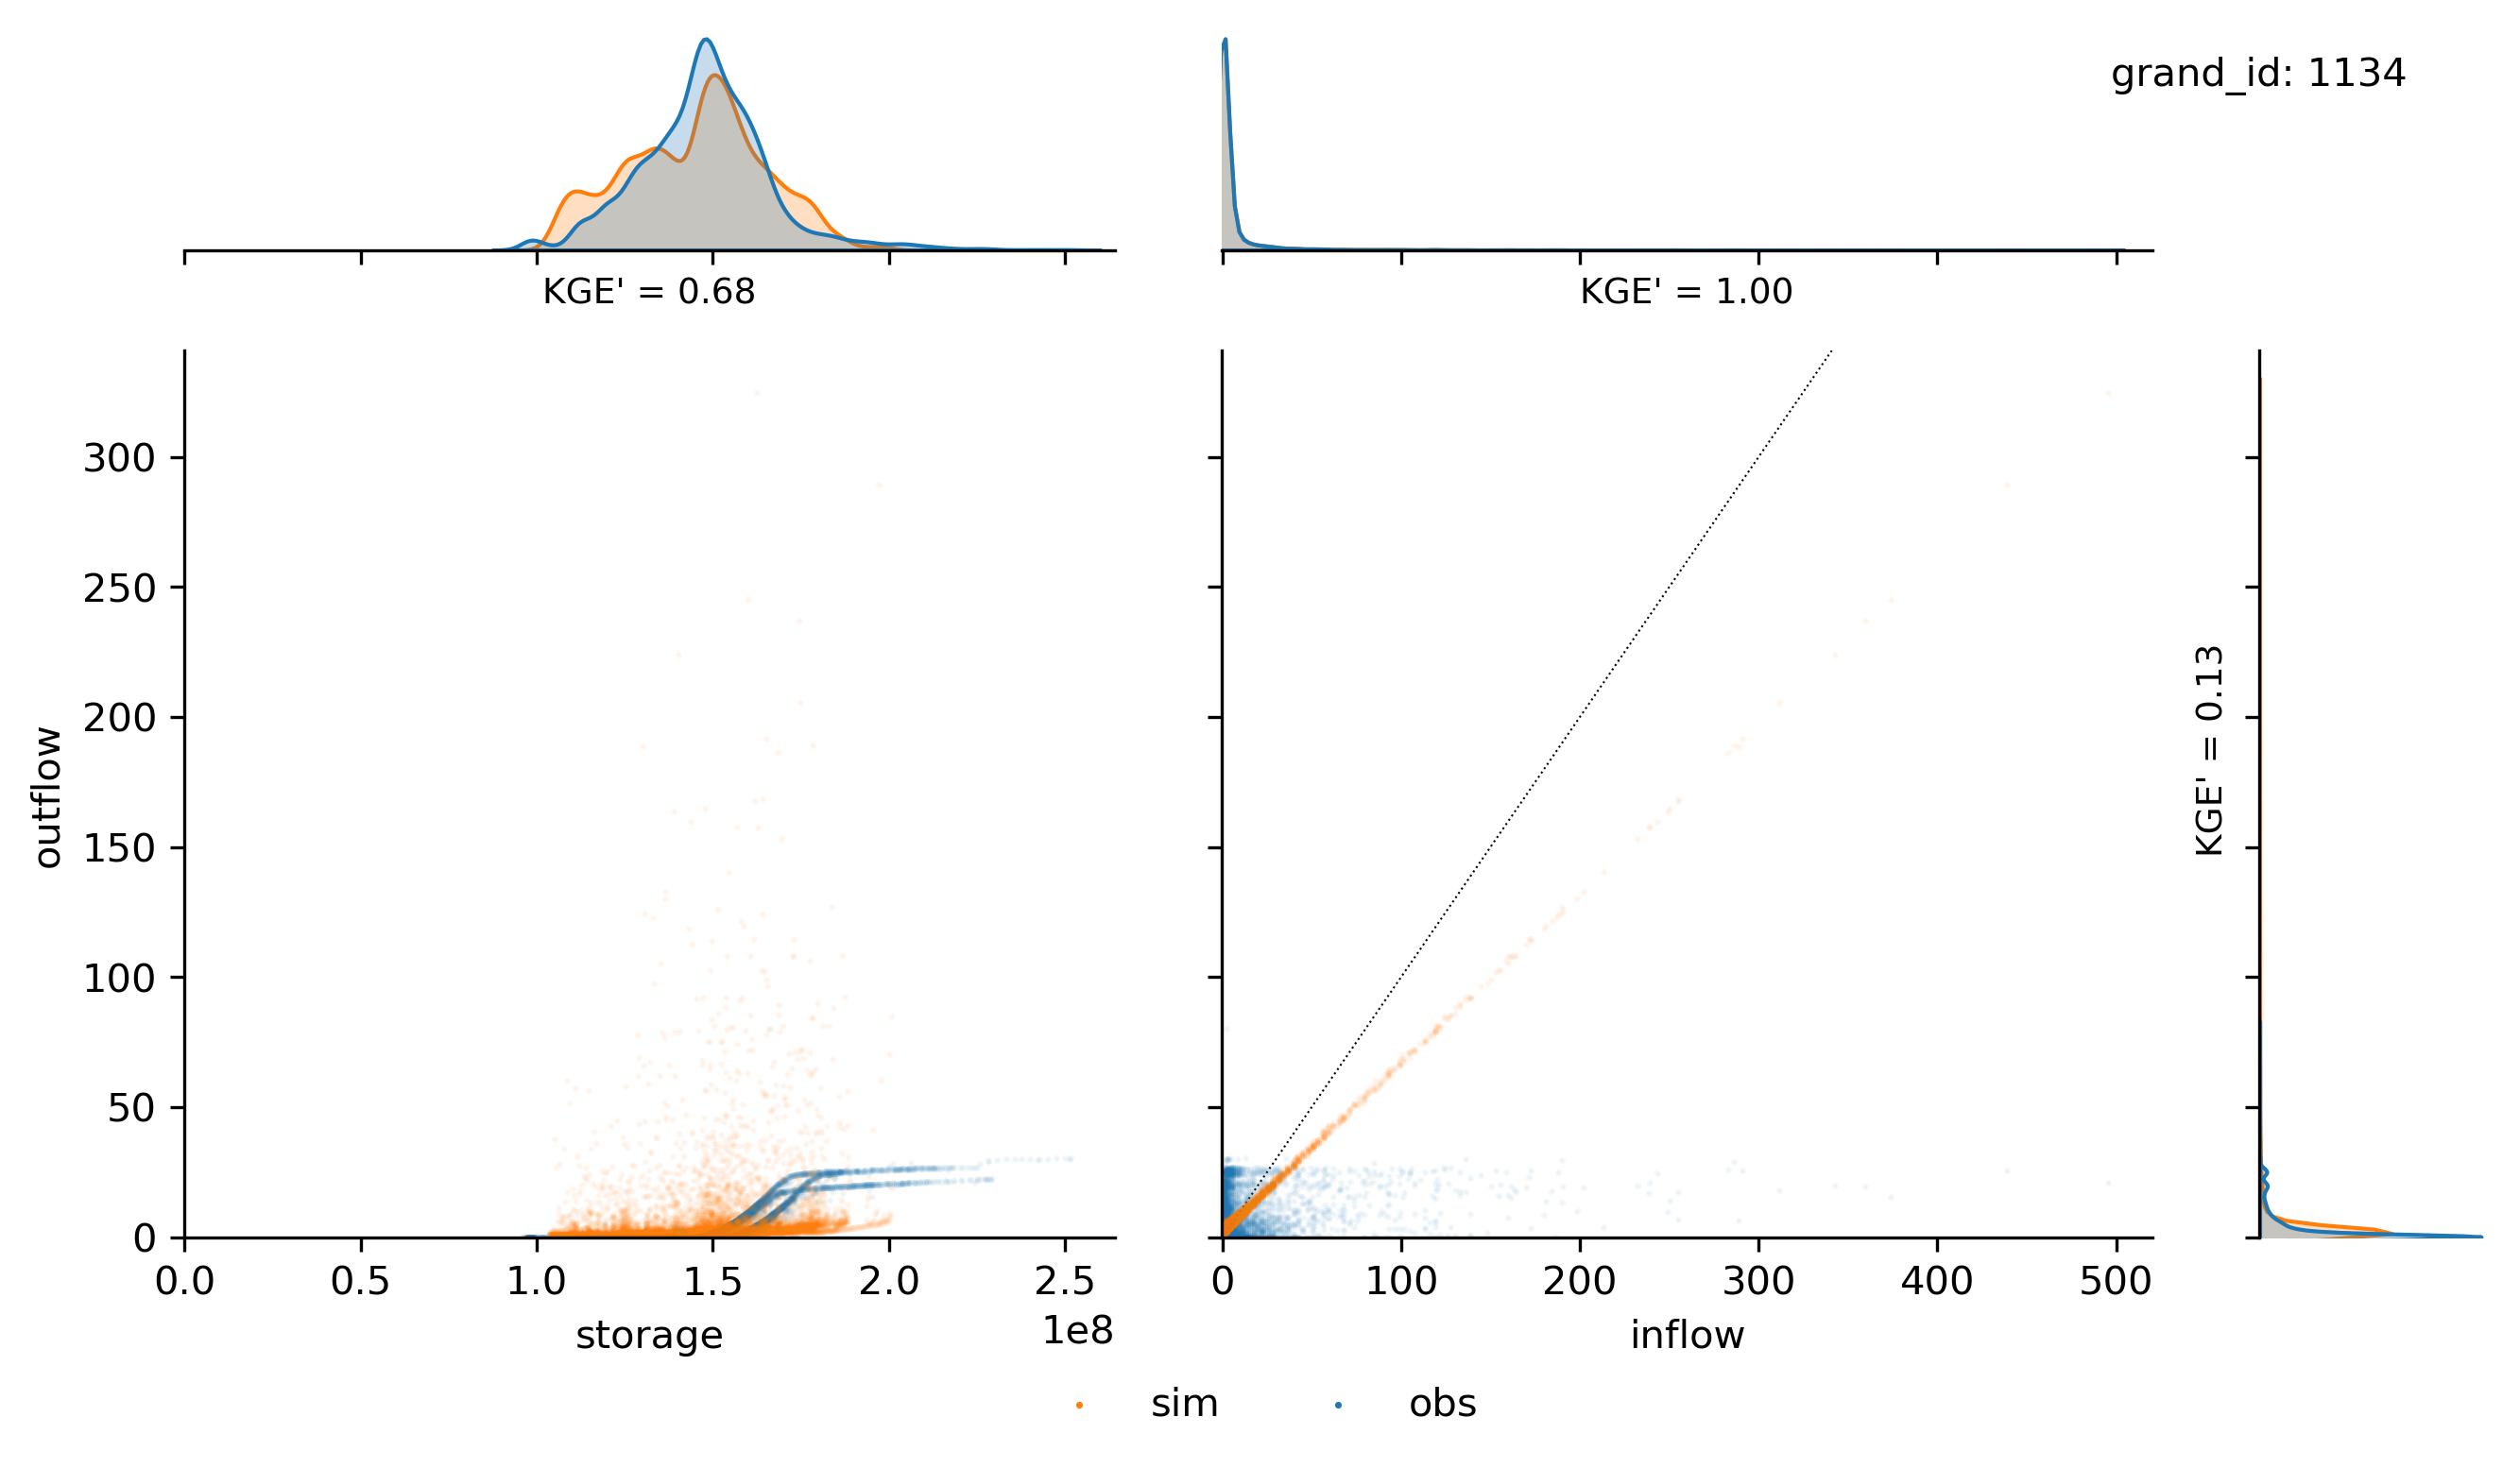 grand_id: 1134
KGE' = 0.68
KGE' = 1.00
outflow
300
250
200
150
100
50
0
KGE' = 0.13
0.0 0.5 1.0 1.5 2.0 2.5
1e8
storage
0 100 200 300 400 500
inflow
sim obs